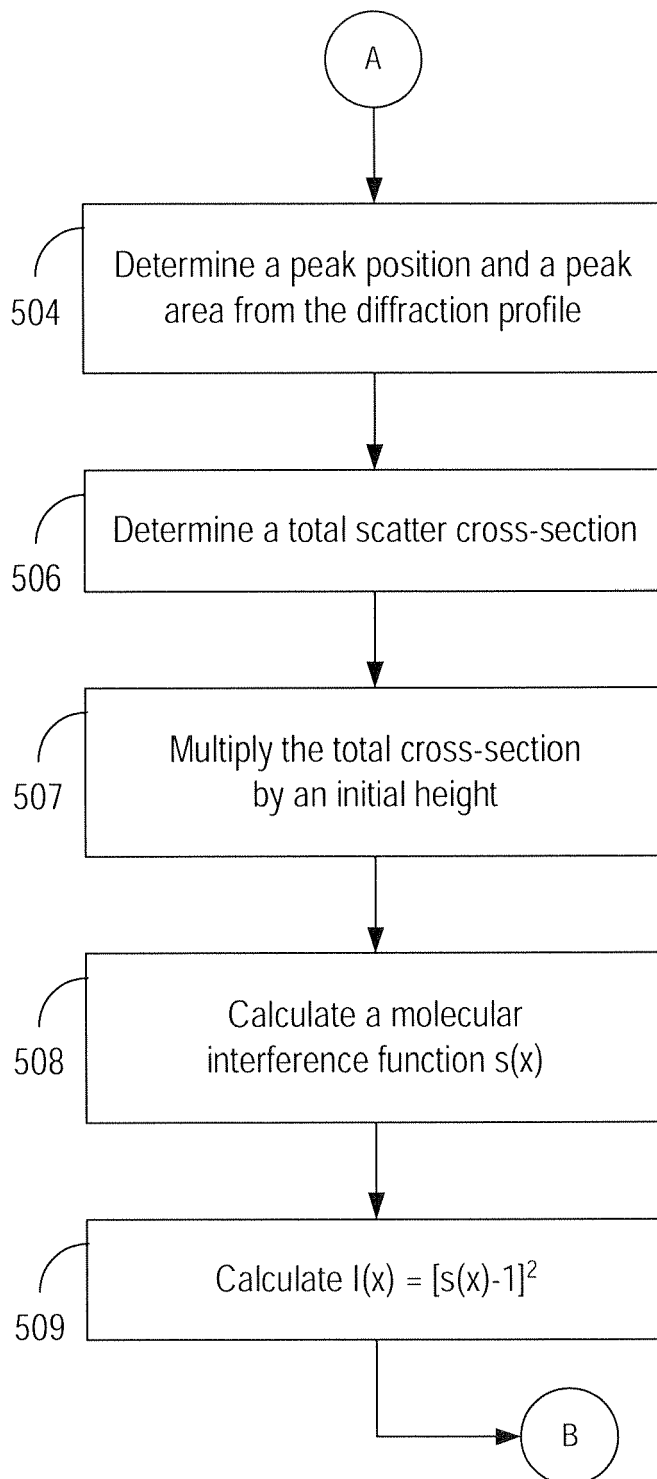 A
Determine a peak position and a peak
area from the diffraction profile
504
Determine a total scatter cross-section
506
Multiply the total cross-section
by an initial height
507
Calculate a molecular
interference function s(x)
508
Calculate I(x) = [s(x)-1]²
509
B